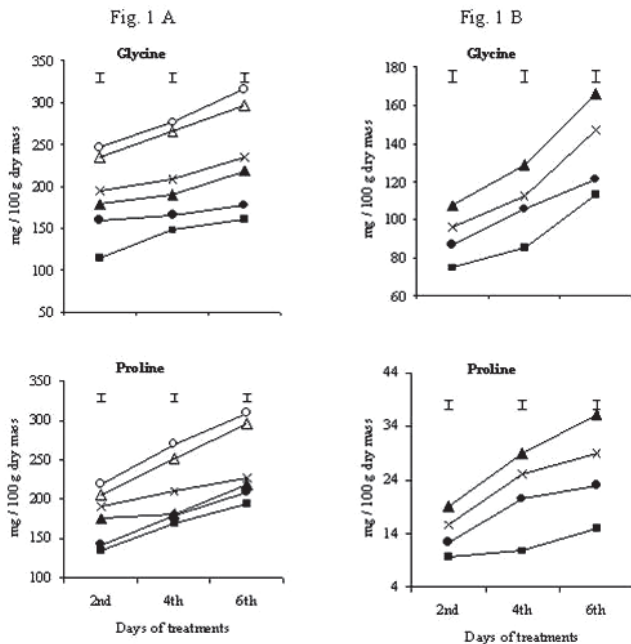 Fig. 1 A
Fig. 1 B
Glycine
Glycine
350
300
250
200
150
100
50
mg / 100 g dry mass
180
160
140
120
100
80
60
mg / 100 g dry mass
Proline
Proline
350
300
250
200
150
100
mg / 100 g dry mass
2nd 4th 6th
Days of treatments
44
34
24
14
4
mg / 100 g dry mass
2nd 4th 6th
Days of treatments